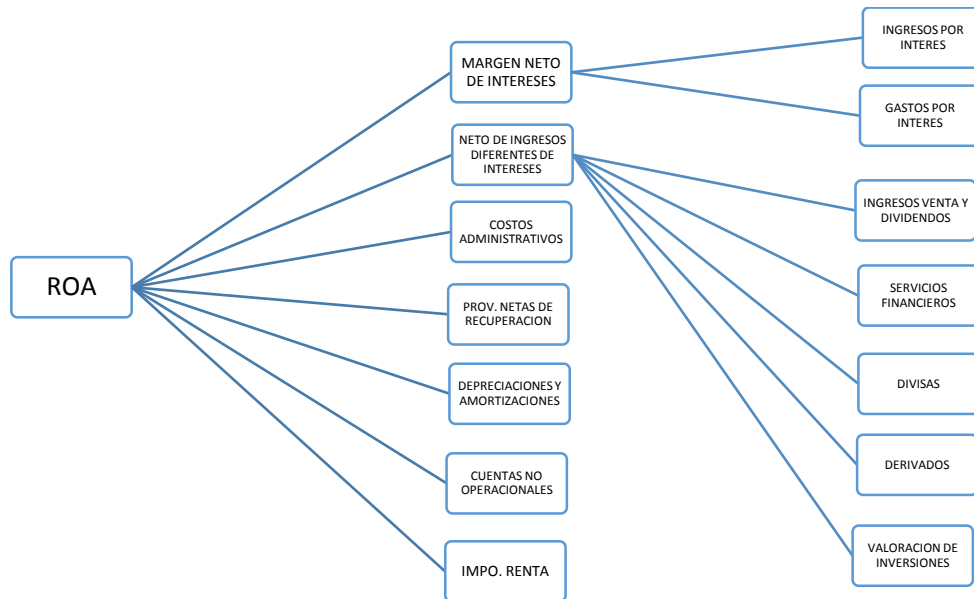 ROA
MARGEN NETO
DE INTERESES
NETO DE INGRESOS
DIFERENTES DE
INTERESES
COSTOS
ADMINISTRATIVOS
PROV. NETAS DE
RECUPERACION
DEPRECIACIONES Y
AMORTIZACIONES
CUENTAS NO
OPERACIONALES
IMPO. RENTA
INGRESOS POR
INTERES
GASTOS POR
INTERES
INGRESOS VENTA Y
DIVIDENDOS
SERVICIOS
FINANCIEROS
DIVISAS
DERIVADOS
VALORACION DE
INVERSIONES